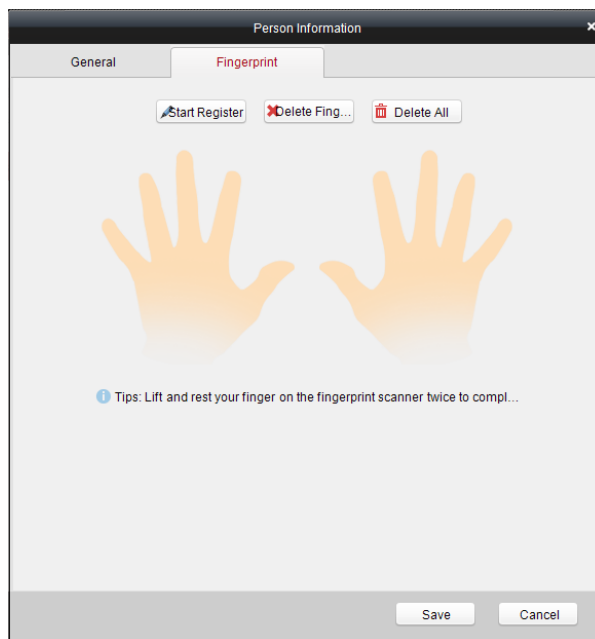 Person Information
General Fingerprint
Start Register Delete Fing... Delete All
Tips: Lift and rest your finger on the fingerprint scanner twice to compl...
Save Cancel